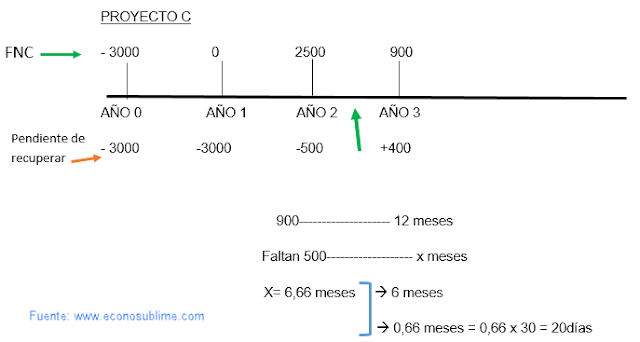 PROYECTO C
FNC - 3000 0 2500 900
AÑO 0 AÑO 1 AÑO 2 AÑO 3
Pendiente de
recuperar - 3000 -3000 -500 +400
900-------------------- 12 meses
Faltan 500------------------- x meses
X= 6,66 meses → 6 meses
→ 0,66 meses = 0,66 x 30 = 20días
Fuente: www.econosublime.com